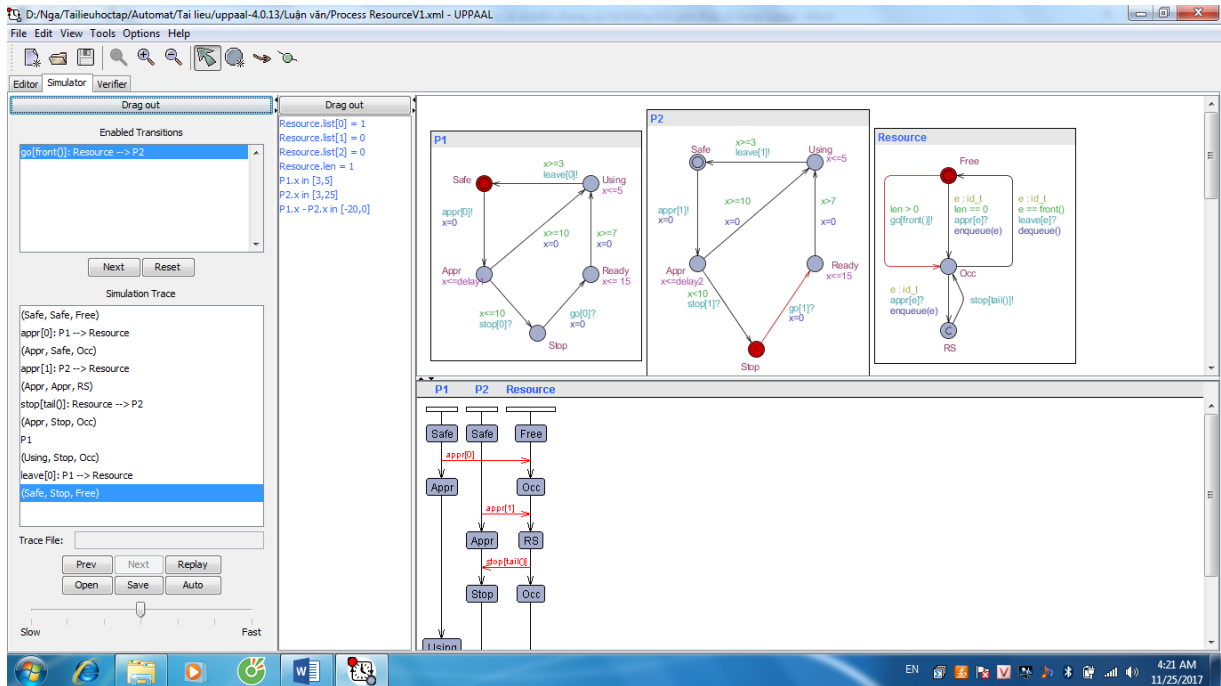 D:/Nga/Tailieuhoctap/Automat/Tai lieu/uppaal-4.0.13/Luận văn/Process ResourceV1.xml - UPPAAL
File Edit View Tools Options Help
Editor Simulator Verifier
Drag out
Enabled Transitions
go[front()]: Resource --> P2
Next Reset
Simulation Trace
(Safe, Safe, Free)
appr[0]: P1 --> Resource
(Appr, Safe, Occ)
appr[1]: P2 --> Resource
(Appr, Appr, RS)
stop[tail()]: Resource --> P2
(Appr, Stop, Occ)
P1
(Using, Stop, Occ)
leave[0]: P1 --> Resource
(Safe, Stop, Free)
Trace File:
Prev Next Replay
Open Save Auto
Slow Fast
Drag out
Resource.list[0] = 1
Resource.list[1] = 0
Resource.list[2] = 0
Resource.len = 1
P1.x in [3,5]
P2.x in [3,25]
P1.x - P2.x in [-20,0]
P1
x>=3
leave[0]!
Safe
Using
x<=5
appr[0]!
x=0
x>=10
x=0
x>=7
x=0
Appr
x<=delay1
Ready
x<= 15
x<=10
stop[0]?
go[0]?
x=0
Stop
P2
x>=3
leave[1]!
Safe
Using
x<=5
appr[1]!
x=0
x>=10
x=0
x>7
x=0
Appr
x<=delay2
Ready
x<=15
x<10
stop[1]?
go[1]?
x=0
Stop
Resource
Free
len > 0
go[front()]!
e : id_t
len == 0
appr[e]?
enqueue(e)
e : id_t
e == front()
leave[e]?
dequeue()
Occ
e : id_t
appr[e]?
enqueue(e)
stop[tail()]!
C
RS
P1 P2 Resource
Safe Safe Free
appr[0]
Appr Occ
appr[1]
Appr RS
stop[tail()]
Stop Occ
Using
EN
4:21 AM
11/25/2017